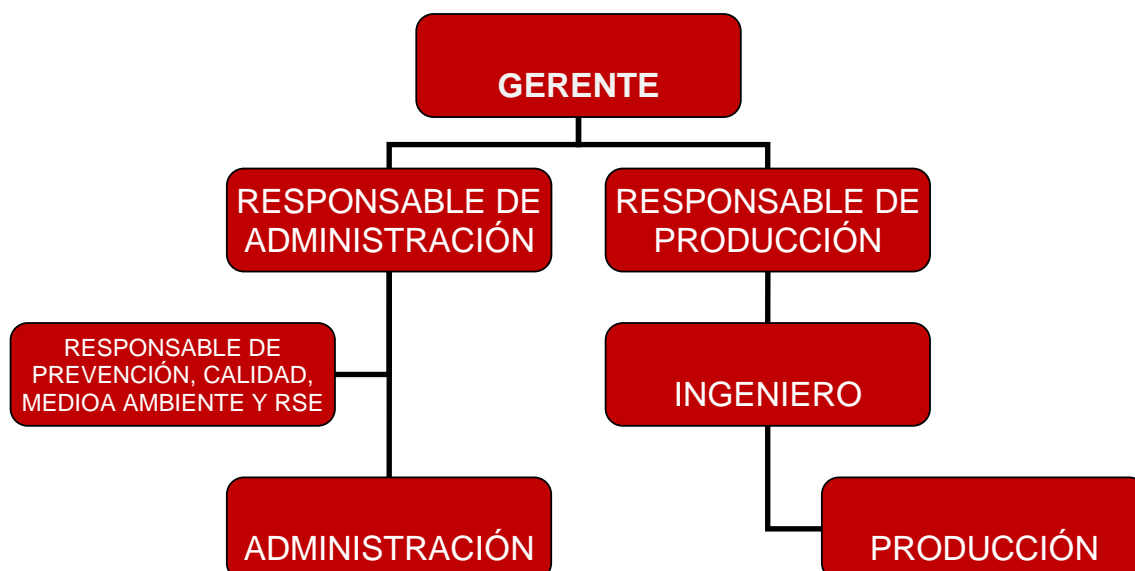 GERENTE
RESPONSABLE DE
ADMINISTRACIÓN
RESPONSABLE DE
PRODUCCIÓN
RESPONSABLE DE
PREVENCIÓN, CALIDAD,
MEDIOA AMBIENTE Y RSE
INGENIERO
ADMINISTRACIÓN
PRODUCCIÓN